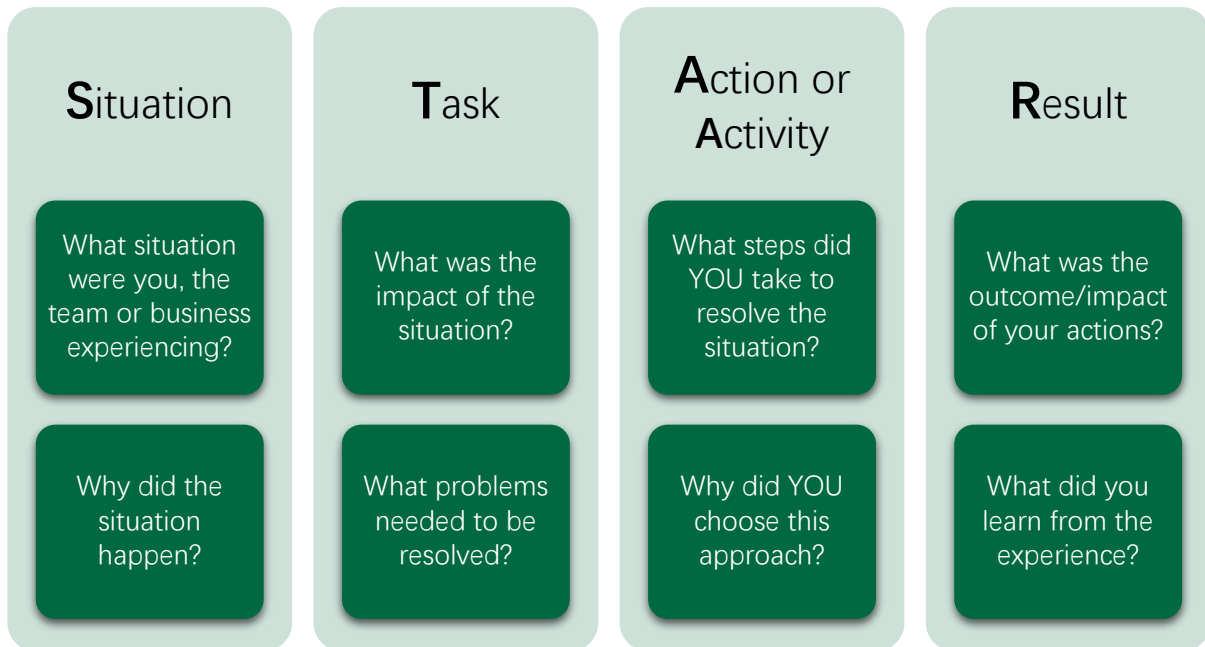 Situation
What situation
were you, the
team or business
experiencing?
Why did the
situation
happen?
Task
What was the
impact of the
situation?
What problems
needed to be
resolved?
Action or
Activity
What steps did
YOU take to
resolve the
situation?
Why did YOU
choose this
approach?
Result
What was the
outcome/impact
of your actions?
What did you
learn from the
experience?